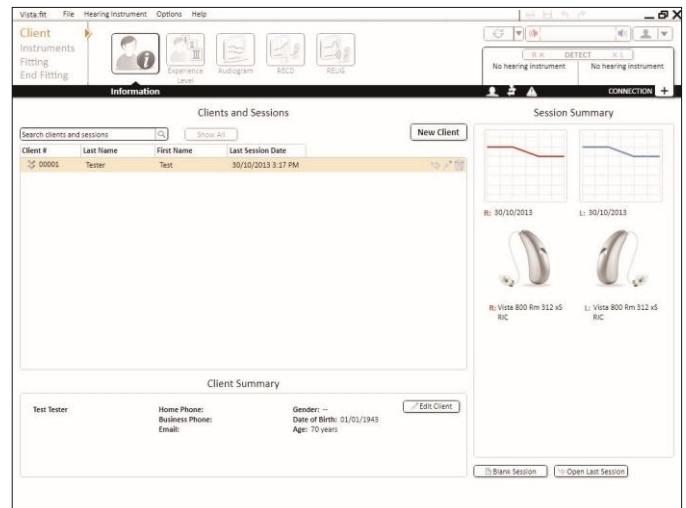 Vista:fit File Hearing Instrument Options Help
Client
Instruments
Fitting
End Fitting
Information
Experience Level
Audiogram
RECD
REUG
R DETECT L
No hearing instrument No hearing instrument
CONNECTION +
Clients and Sessions
Search clients and sessions
Show All
New Client
Client # Last Name First Name Last Session Date
00001 Tester Test 30/10/2013 3:17 PM
Session Summary
R: 30/10/2013 L: 30/10/2013
R: Vista 800 Rm 312 xS RIC
L: Vista 800 Rm 312 xS RIC
Client Summary
Test Tester
Home Phone:
Business Phone:
Email:
Gender: --
Date of Birth: 01/01/1943
Age: 70 years
Edit Client
Blank Session
Open Last Session